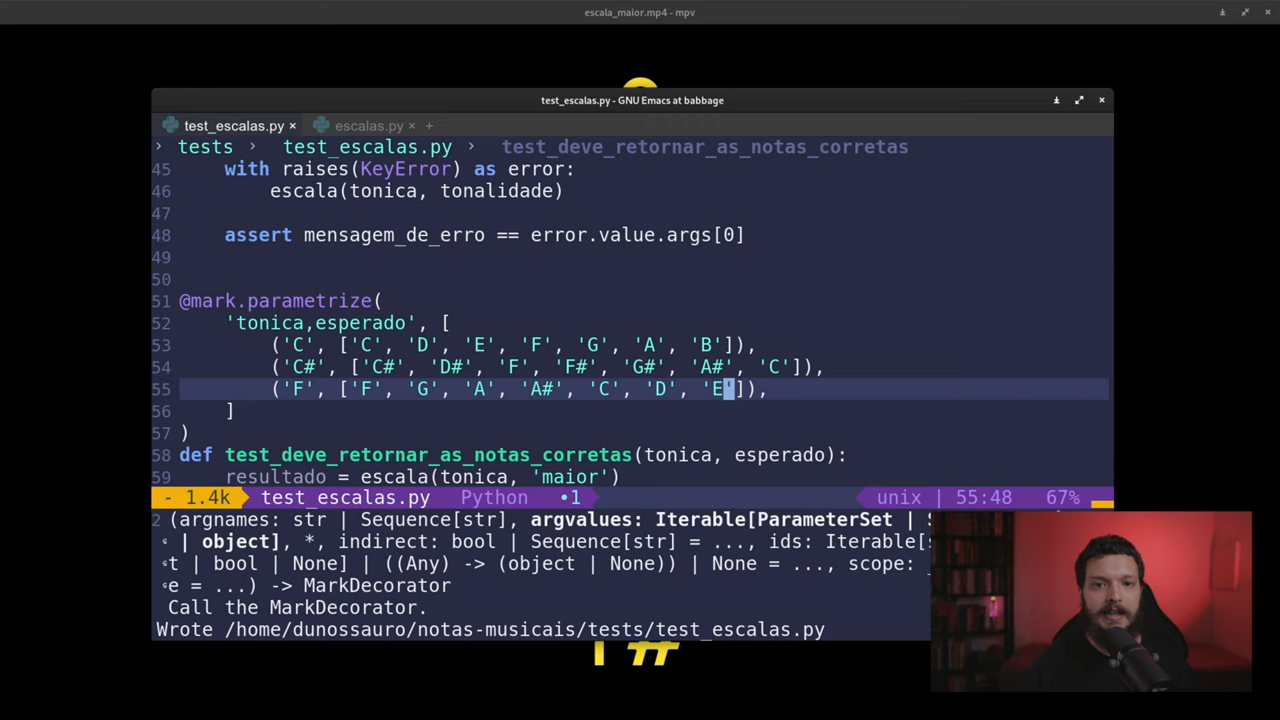 escala_maior.mp4 - mpv
test_escalas.py - GNU Emacs at babbage
test_escalas.py × escalas.py × +
› tests › test_escalas.py › test_deve_retornar_as_notas_corretas
45 with raises(KeyError) as error:
46 escala(tonica, tonalidade)
47
48 assert mensagem_de_erro == error.value.args[0]
49
50
51 @mark.parametrize(
52 'tonica,esperado', [
53 ('C', ['C', 'D', 'E', 'F', 'G', 'A', 'B']),
54 ('C#', ['C#', 'D#', 'F', 'F#', 'G#', 'A#', 'C']),
55 ('F', ['F', 'G', 'A', 'A#', 'C', 'D', 'E']),
56 ]
57 )
58 def test_deve_retornar_as_notas_corretas(tonica, esperado):
59 resultado = escala(tonica, 'maior')
- 1.4k test_escalas.py Python •1 unix | 55:48 67%
2 (argnames: str | Sequence[str], argvalues: Iterable[ParameterSet |
| object], *, indirect: bool | Sequence[str] = ..., ids: Iterable[
t | bool | None] | ((Any) -> (object | None)) | None = ..., scope:
e = ...) -> MarkDecorator
Call the MarkDecorator.
Wrote /home/dunossauro/notas-musicais/tests/test_escalas.py
#